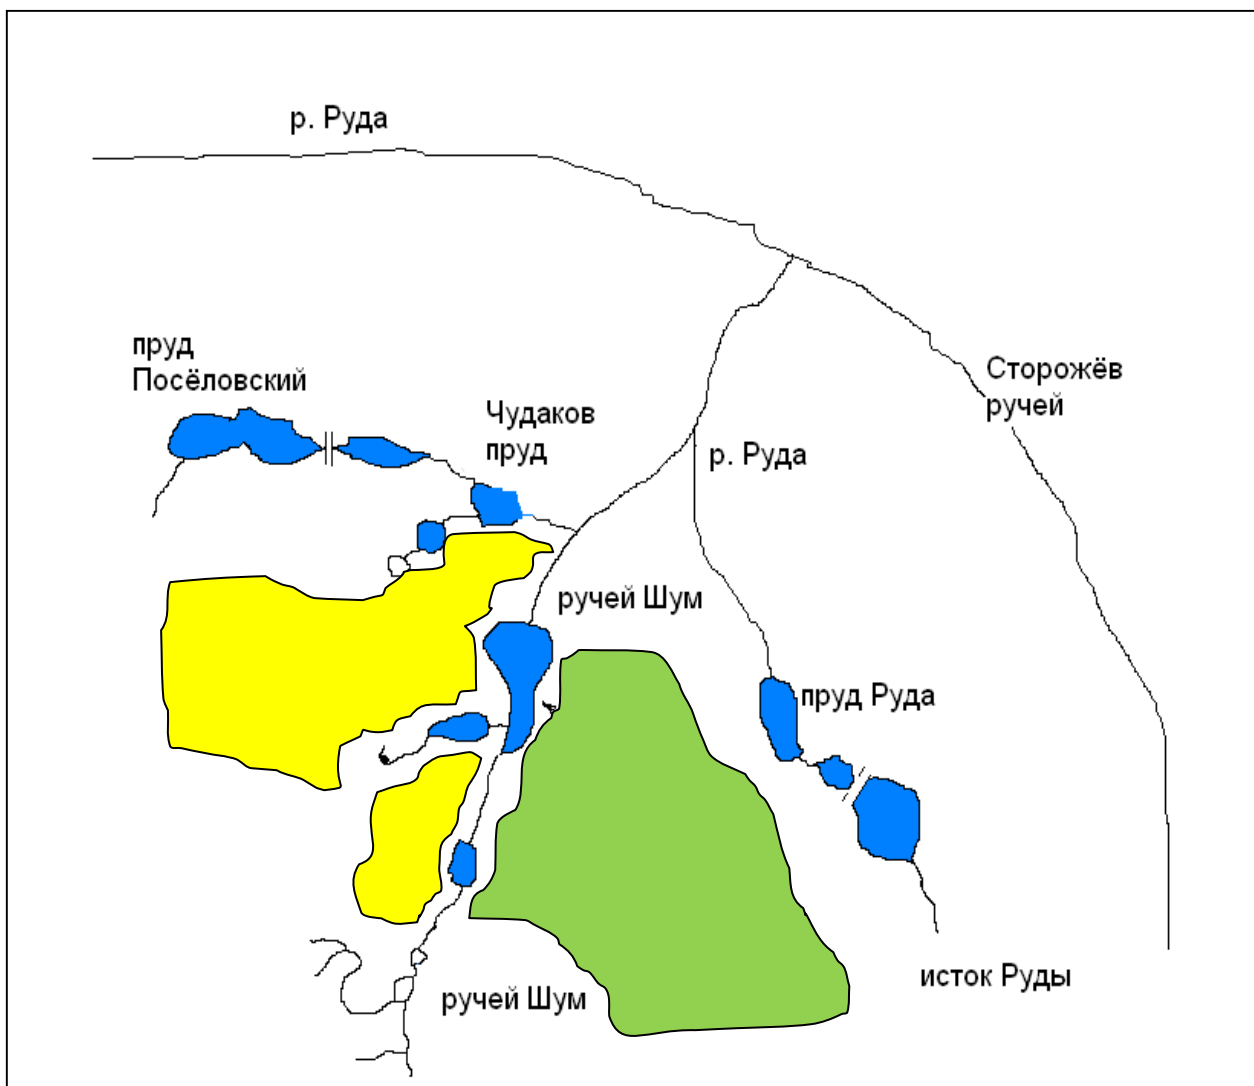 р. Руда
пруд
Посёловский
Сторожёв
ручей
Чудаков
пруд
р. Руда
ручей Шум
пруд Руда
исток Руды
ручей Шум